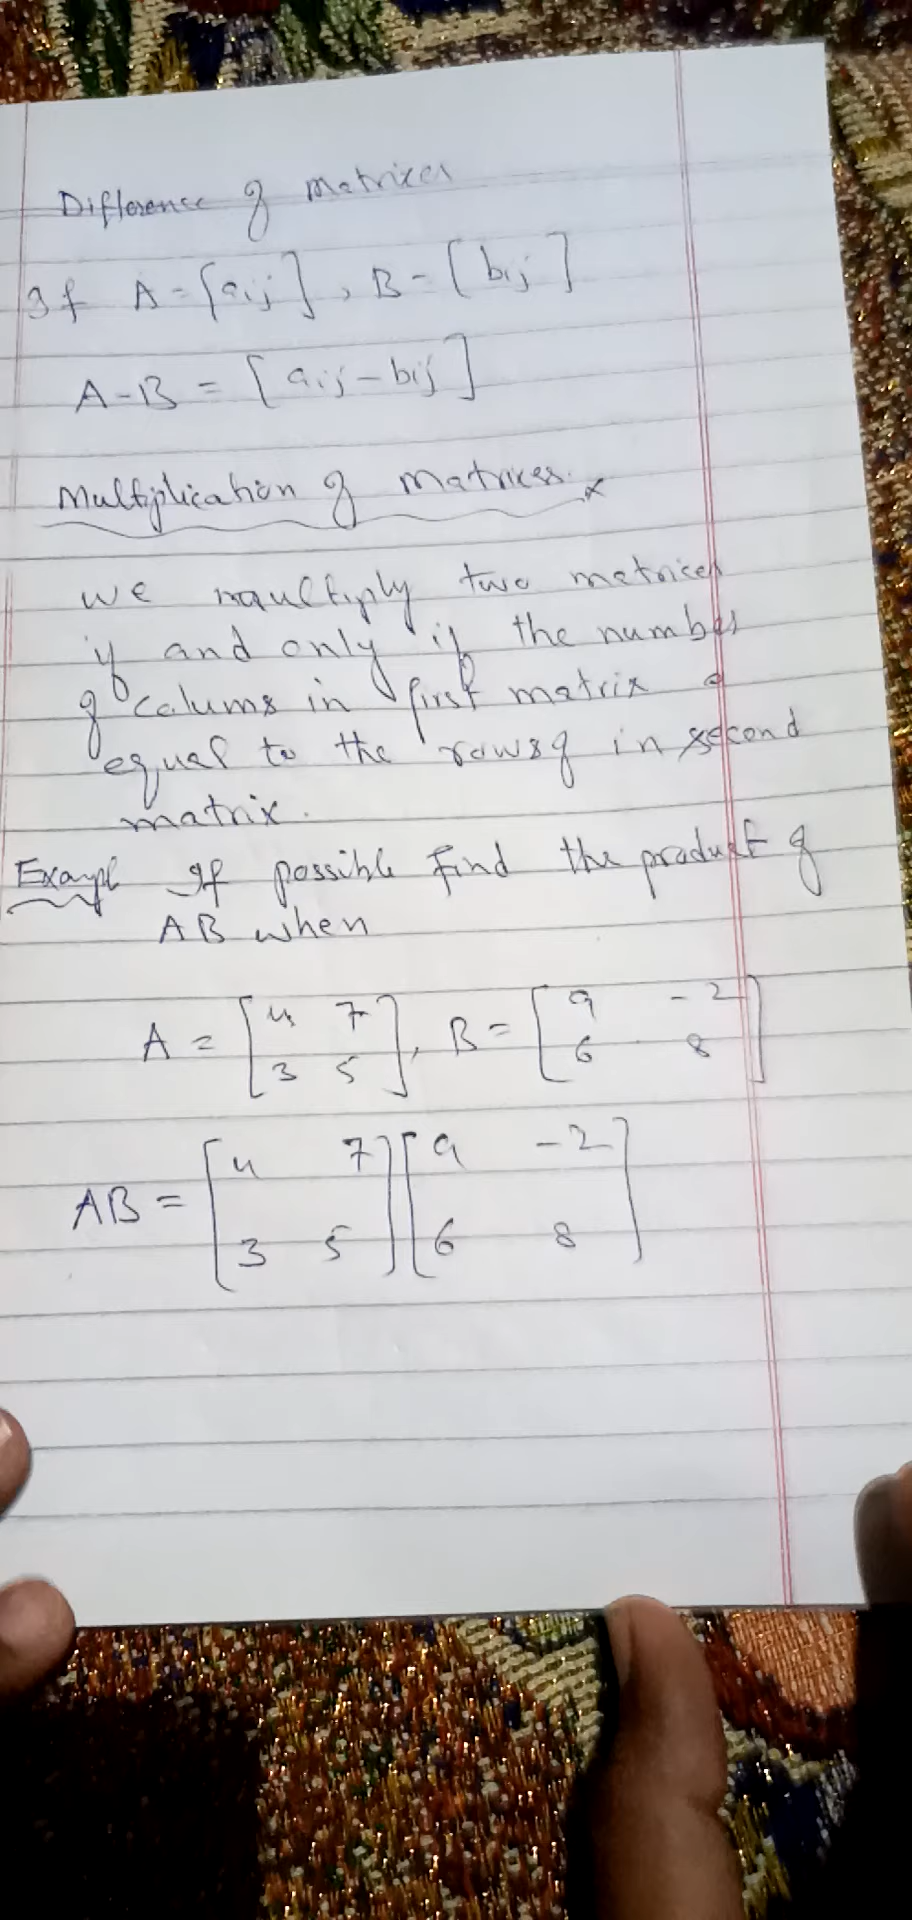 Difference of matrices
If A = [aij], B = [bij]
A-B = [aij - bij]
Multiplication of matrices.
we maultiply two metrices
if and only if the number
of calums in first matrix
equal to the rows of in second
matrix.
Exampl If possible find the product of
AB when
A = [4 7], B = [9 -2]
[3 5] [6 8]
AB = [4 7][9 -2]
[3 5][6 8]